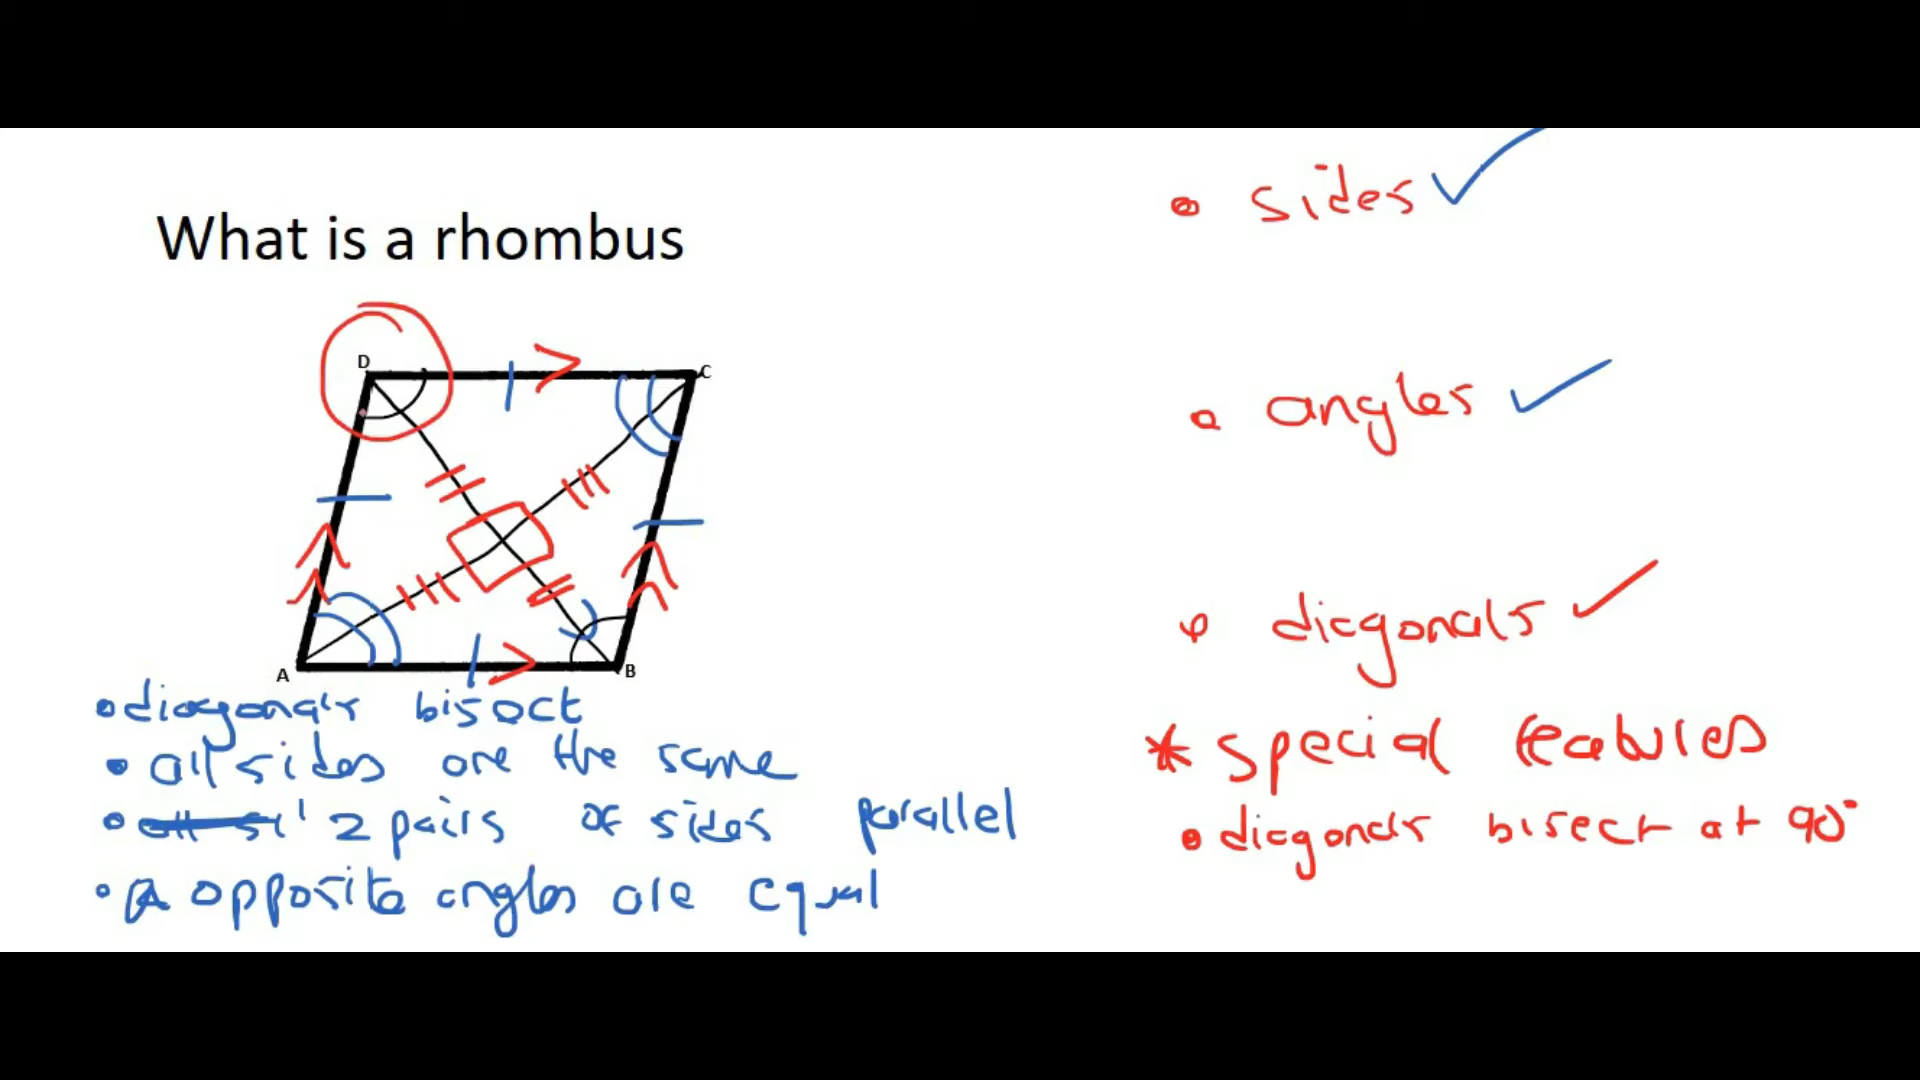 What is a rhombus
D
C
A
B
• diagonals bisect
• all sides are the same
• 2 pairs of sides parallel
• opposite angles are equal
• sides ✓
• angles ✓
• diagonals ✓
* special features
• diagonals bisect at 90°